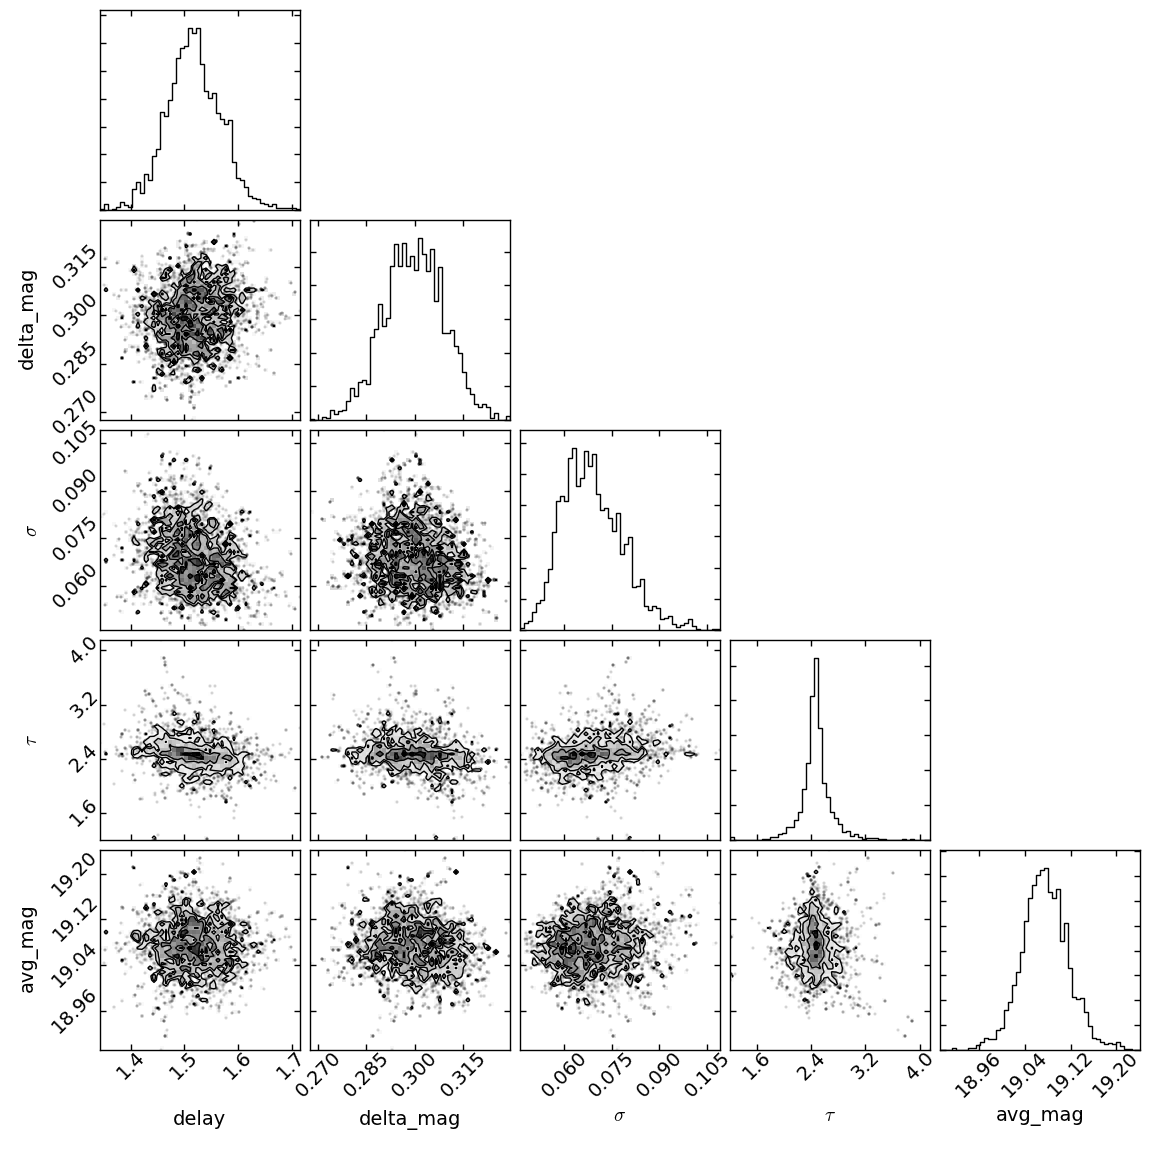 0.315
0.300
0.285
0.270
delta_mag
0.105
0.090
0.075
0.060
σ
4.0
3.2
2.4
1.6
τ
19.20
19.12
19.04
18.96
avg_mag
1.4 1.5 1.6 1.7
delay
0.270 0.285 0.300 0.315
delta_mag
0.060 0.075 0.090 0.105
σ
1.6 2.4 3.2 4.0
τ
18.96 19.04 19.12 19.20
avg_mag